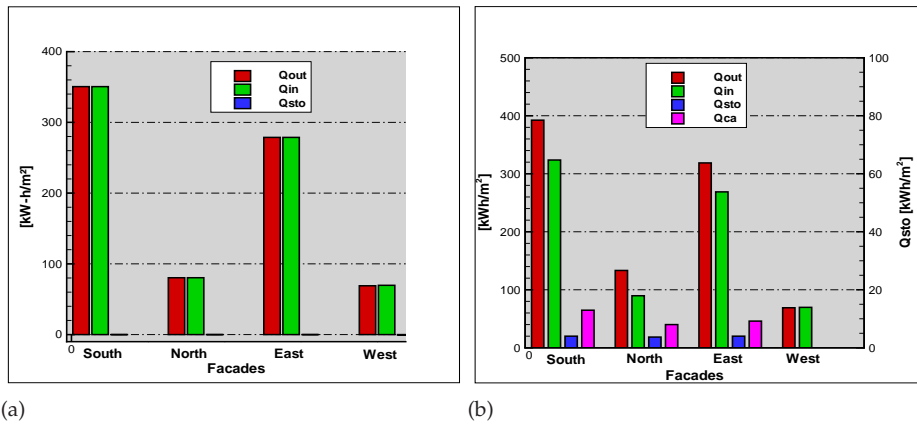 400
300
200
100
0
[kW-h/m²]
Qout
Qin
Qsto
0
South North East West
Facades
(a)
500
400
300
200
100
0
[kWh/m²]
Qout
Qin
Qsto
Qca
100
80
60
40
20
0
Qsto [kWh/m²]
0
South North East West
Facades
(b)